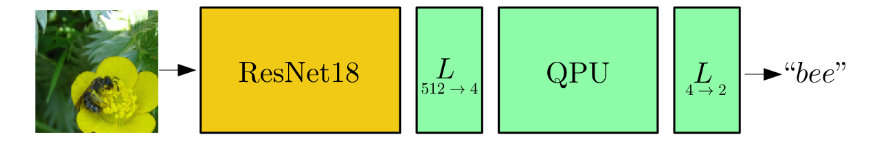 ResNet18
L
512 → 4
QPU
L
4 → 2
“bee”